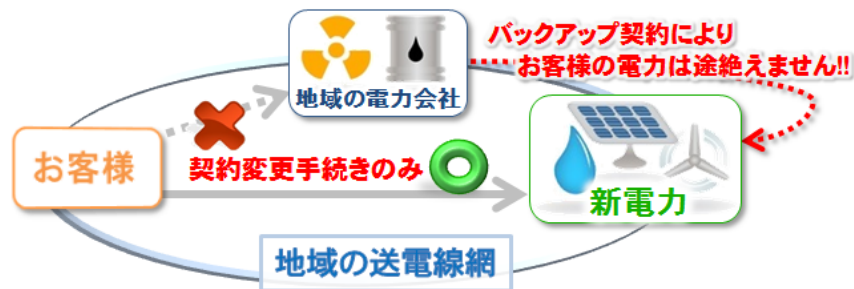 バックアップ契約により
お客様の電力は途絶えません!!
地域の電力会社
お客様
契約変更手続きのみ
新電力
地域の送電線網